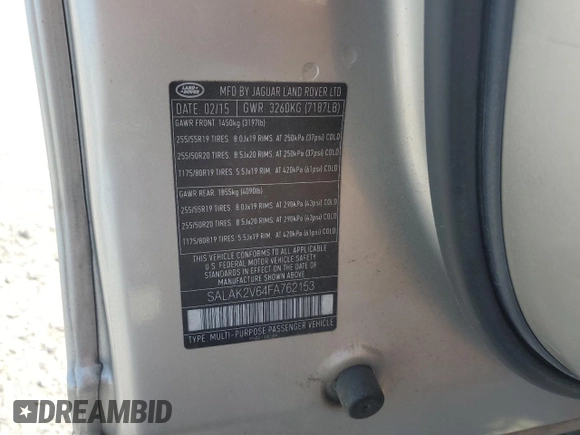 LAND ROVER
MFD BY JAGUAR LAND ROVER LTD
DATE: 02/15 GWR: 3260KG (7187LB)
GAWR FRONT: 1450kg (3197lb)
255/55R19 TIRES. 8.0Jx19 RIMS. AT 250kPa (37psi) COLD
255/50R20 TIRES. 8.5Jx20 RIMS. AT 250kPa (37psi) COLD
T175/80R19 TIRES. 5.5Jx19 RIM. AT 420kPa (61psi) COLD
GAWR REAR: 1855kg (4090lb)
255/55R19 TIRES. 8.0Jx19 RIMS. AT 290kPa (43psi) COLD
255/50R20 TIRES. 8.5Jx20 RIMS. AT 290kPa (43psi) COLD
T175/80R19 TIRES. 5.5Jx19 RIM. AT 420kPa (61psi) COLD
THIS VEHICLE CONFORMS TO ALL APPLICABLE
U.S. FEDERAL MOTOR VEHICLE SAFETY
STANDARDS IN EFFECT ON THE DATE OF
MANUFACTURE SHOWN ABOVE
SALAK2V64FA762153
TYPE: MULTI-PURPOSE PASSENGER VEHICLE
DREAMBID